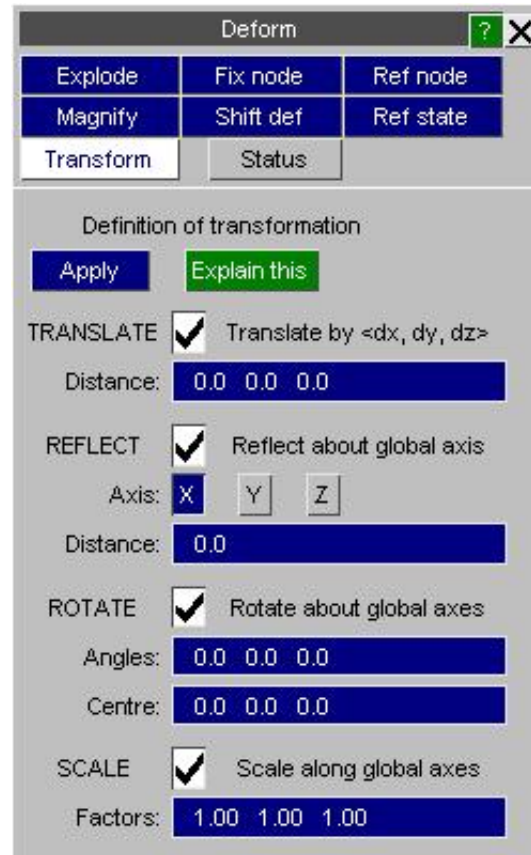 Deform ? X
Explode Fix node Ref node
Magnify Shift def Ref state
Transform Status
Definition of transformation
Apply Explain this
TRANSLATE Translate by <dx, dy, dz>
Distance: 0.0 0.0 0.0
REFLECT Reflect about global axis
Axis: X Y Z
Distance: 0.0
ROTATE Rotate about global axes
Angles: 0.0 0.0 0.0
Centre: 0.0 0.0 0.0
SCALE Scale along global axes
Factors: 1.00 1.00 1.00